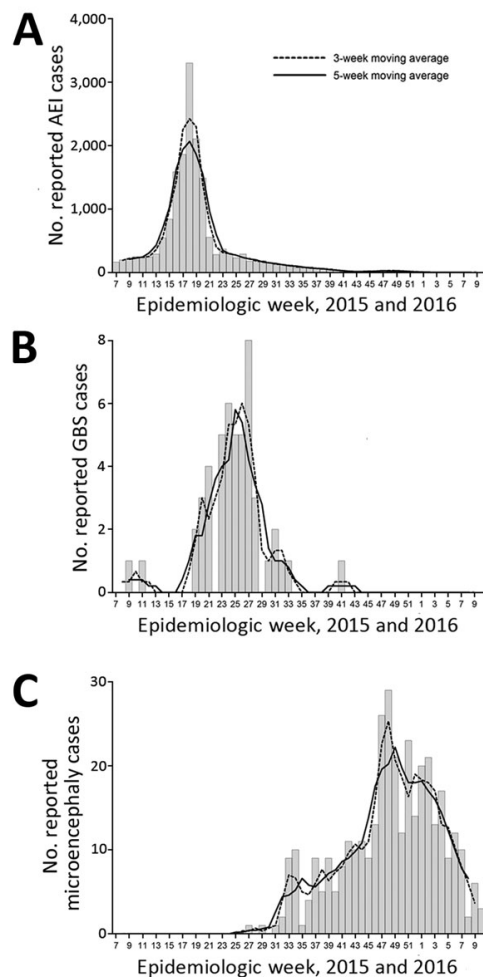 A
4,000
3,000
2,000
1,000
0
No. reported AEI cases
3-week moving average
5-week moving average
7 9 11 13 15 17 19 21 23 25 27 29 31 33 35 37 39 41 43 45 47 49 51 1 3 5 7 9
Epidemiologic week, 2015 and 2016
B
8
6
4
2
0
No. reported GBS cases
7 9 11 13 15 17 19 21 23 25 27 29 31 33 35 37 39 41 43 45 47 49 51 1 3 5 7 9
Epidemiologic week, 2015 and 2016
C
30
20
10
0
No. reported
microencephaly cases
7 9 11 13 15 17 19 21 23 25 27 29 31 33 35 37 39 41 43 45 47 49 51 1 3 5 7 9
Epidemiologic week, 2015 and 2016